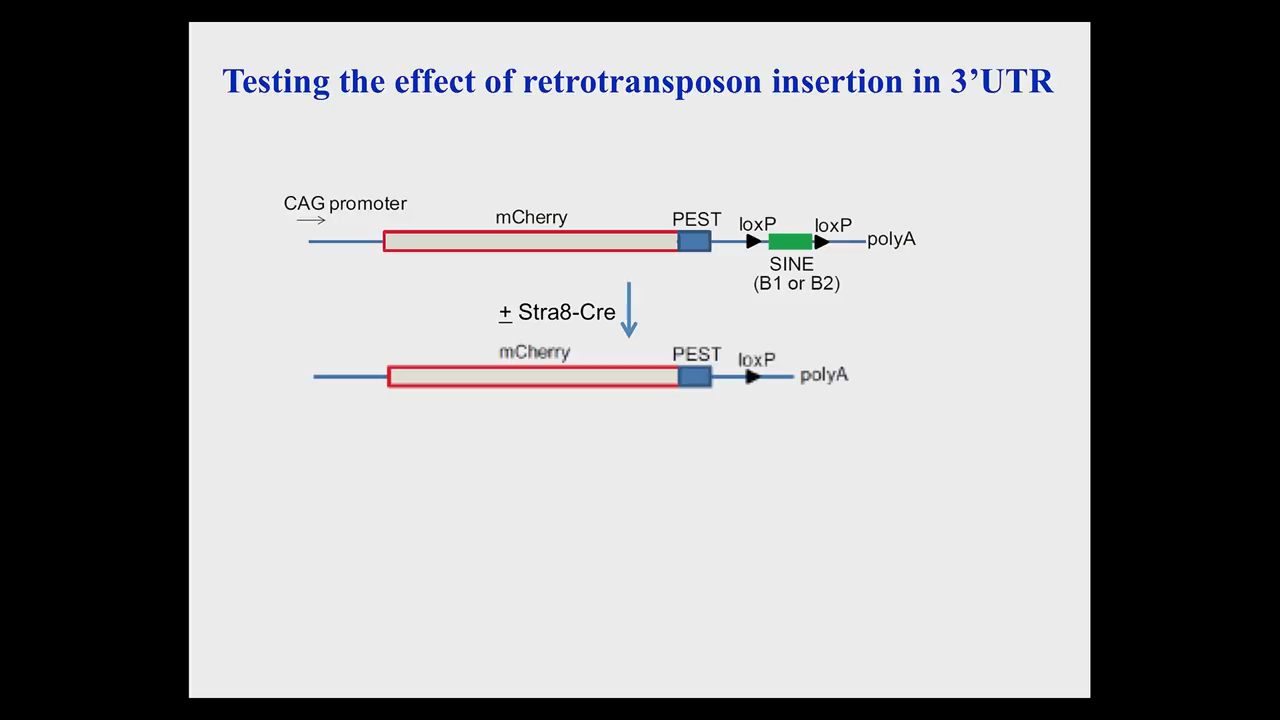 Testing the effect of retrotransposon insertion in 3’UTR
CAG promoter
mCherry
PEST
loxP
loxP
polyA
SINE
(B1 or B2)
± Stra8-Cre
mCherry
PEST
loxP
polyA